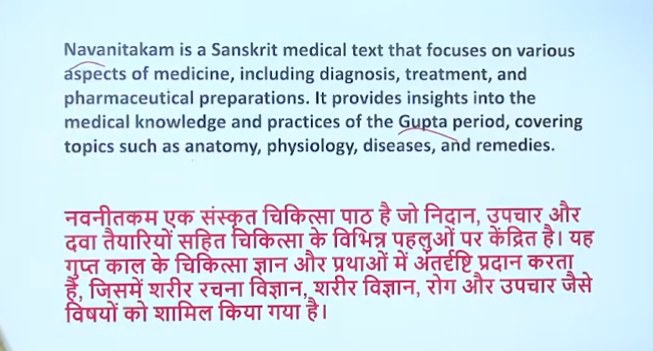 Navanitakam is a Sanskrit medical text that focuses on various
aspects of medicine, including diagnosis, treatment, and
pharmaceutical preparations. It provides insights into the
medical knowledge and practices of the Gupta period, covering
topics such as anatomy, physiology, diseases, and remedies.
नवनीतकम एक संस्कृत चिकित्सा पाठ है जो निदान, उपचार और
दवा तैयारियों सहित चिकित्सा के विभिन्न पहलुओं पर केंद्रित है। यह
गुप्त काल के चिकित्सा ज्ञान और प्रथाओं में अंतर्दृष्टि प्रदान करता
है, जिसमें शरीर रचना विज्ञान, शरीर विज्ञान, रोग और उपचार जैसे
विषयों को शामिल किया गया है।